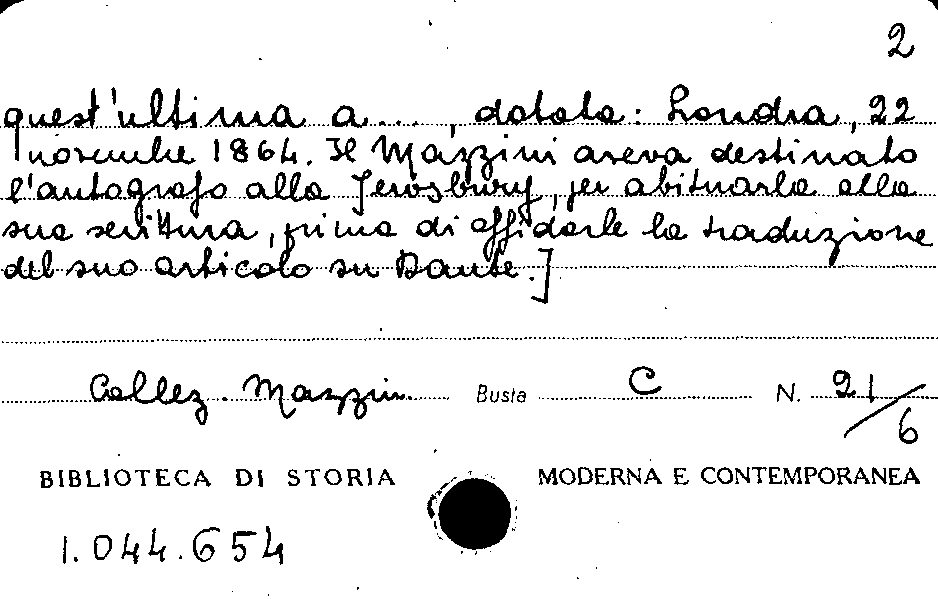 2
quest'ultima a..., datata: Londra, 22
novembre 1864. Il Mazzini aveva destinato
l'autografo alla Jewsbury, per abituarla alla
sua scrittura, prima di affidarle la traduzione
del suo articolo su Dante.]
Collez. Mazzini Busta C N. 21/6
BIBLIOTECA DI STORIA MODERNA E CONTEMPORANEA
1.044.654